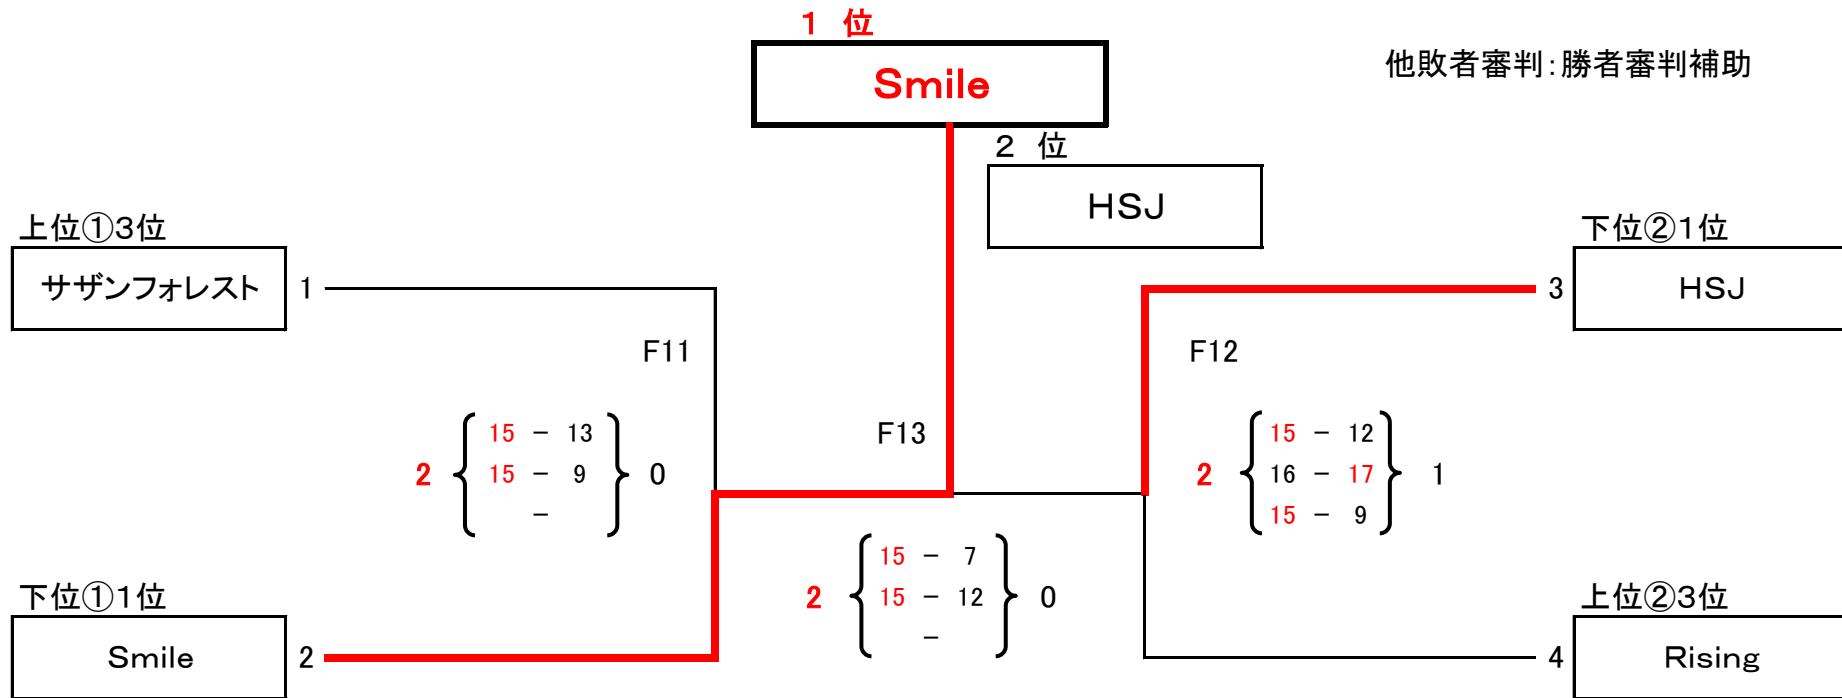 １ 位
Smile
他敗者審判：勝者審判補助
２ 位
HSJ
上位①3位
サザンフォレスト 1
下位②1位
3 HSJ
F11
F12
F13
15 － 13
2 15 － 9 0
－
15 － 12
2 16 － 17 1
15 － 9
15 － 7
2 15 － 12 0
－
下位①1位
Smile 2
上位②3位
4 Rising